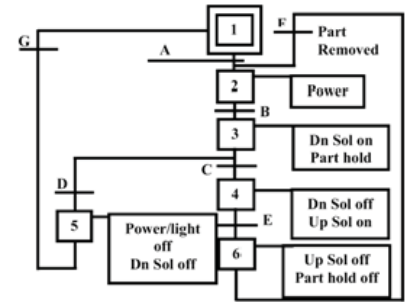 1
F
Part
Removed
G
A
2
Power
B
3
Dn Sol on
Part hold
C
D
4
Dn Sol off
Up Sol on
5
Power/light
off
Dn Sol off
E
6
Up Sol off
Part hold off